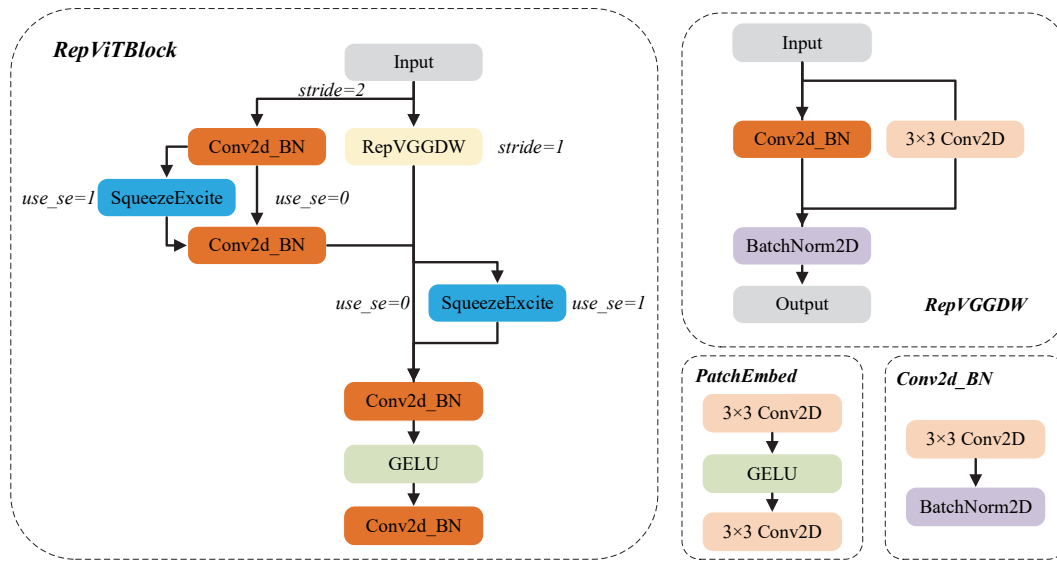 RepViTBlock
Input
stride=2
Conv2d_BN
RepVGGDW
stride=1
use_se=1
SqueezeExcite
use_se=0
Conv2d_BN
use_se=0
SqueezeExcite
use_se=1
Conv2d_BN
GELU
Conv2d_BN
Input
Conv2d_BN
3×3 Conv2D
BatchNorm2D
Output
RepVGGDW
PatchEmbed
3×3 Conv2D
GELU
3×3 Conv2D
Conv2d_BN
3×3 Conv2D
BatchNorm2D